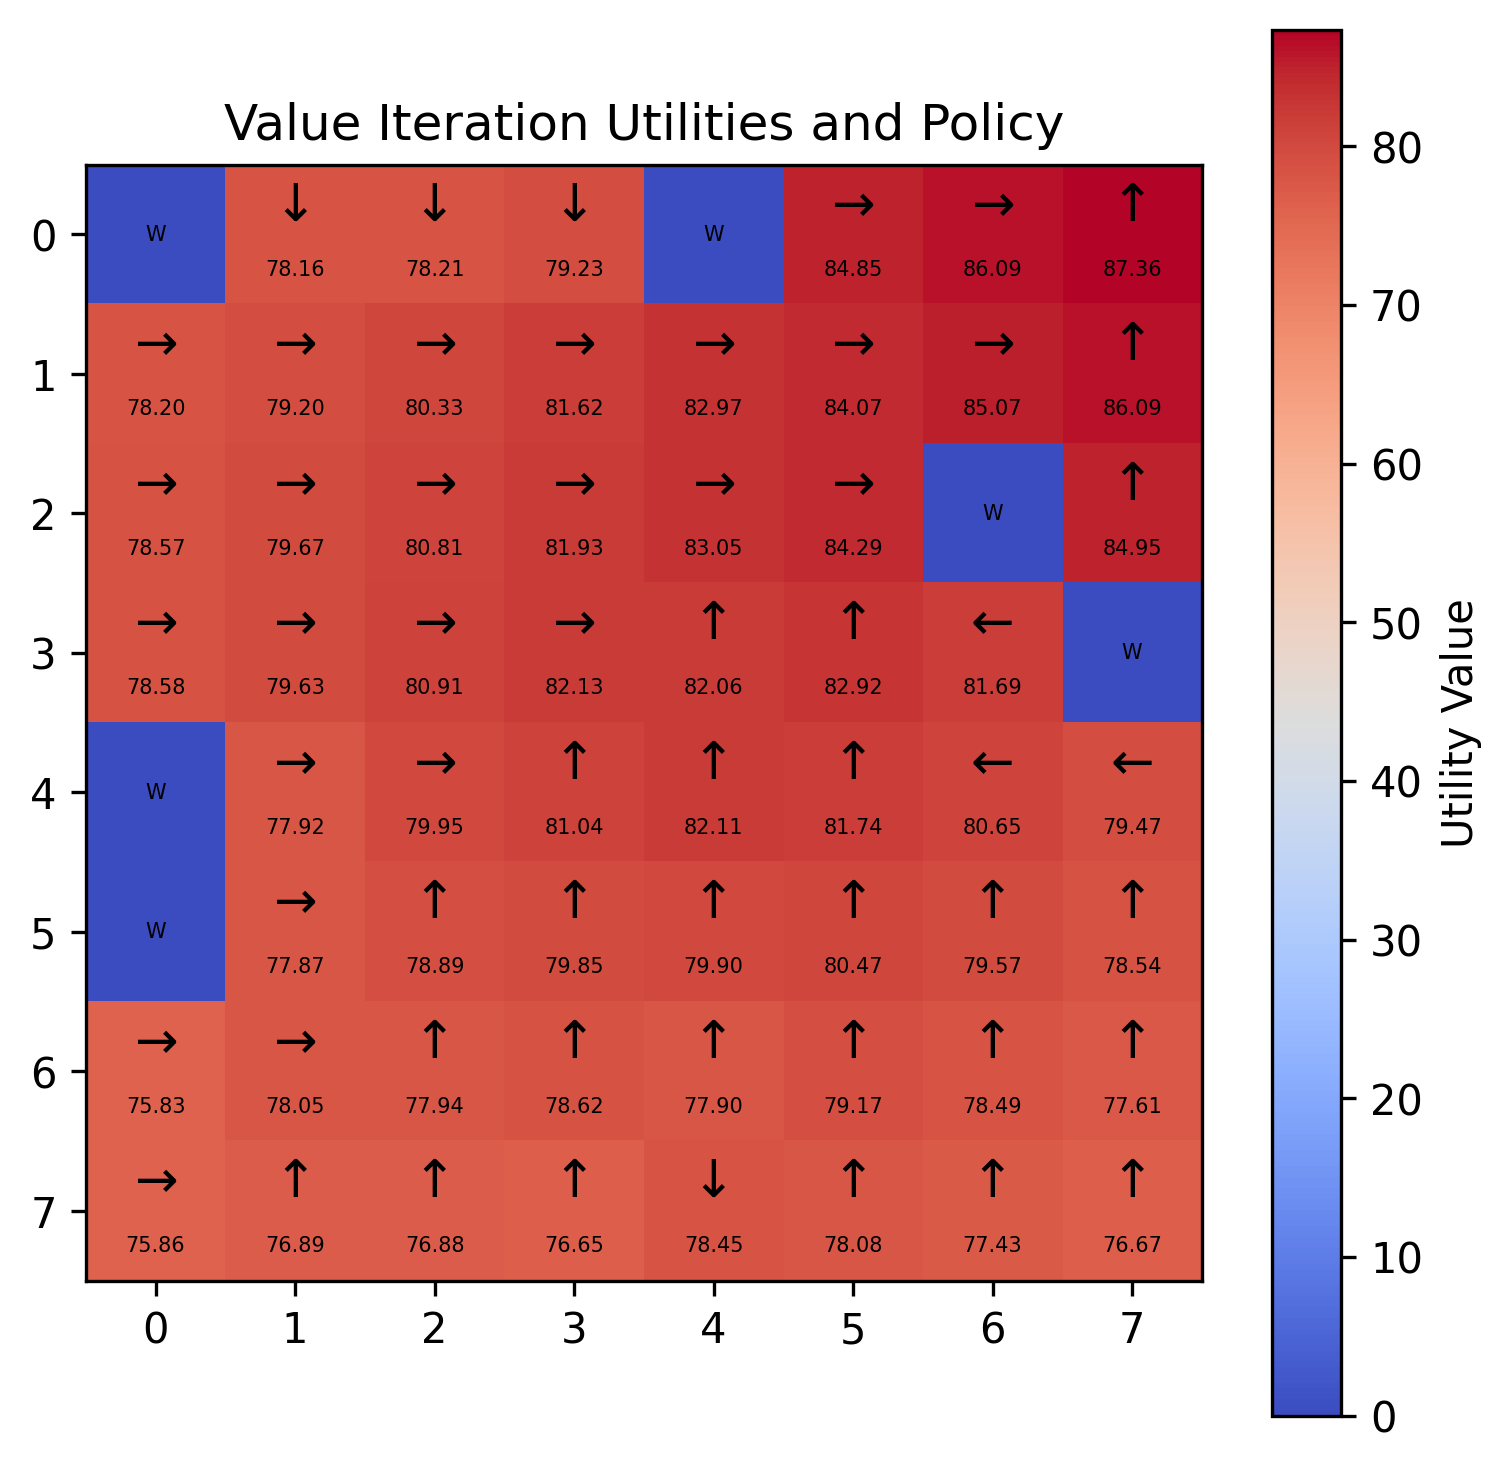 Value Iteration Utilities and Policy
0 W ↓ ↓ ↓ W → → ↑
78.16 78.21 79.23 84.85 86.09 87.36
1 → → → → → → → ↑
78.20 79.20 80.33 81.62 82.97 84.07 85.07 86.09
2 → → → → → → W ↑
78.57 79.67 80.81 81.93 83.05 84.29 84.95
3 → → → → ↑ ↑ ← W
78.58 79.63 80.91 82.13 82.06 82.92 81.69
4 W → → ↑ ↑ ↑ ← ←
77.92 79.95 81.04 82.11 81.74 80.65 79.47
5 W → ↑ ↑ ↑ ↑ ↑ ↑
77.87 78.89 79.85 79.90 80.47 79.57 78.54
6 → → ↑ ↑ ↑ ↑ ↑ ↑
75.83 78.05 77.94 78.62 77.90 79.17 78.49 77.61
7 → ↑ ↑ ↑ ↓ ↑ ↑ ↑
75.86 76.89 76.88 76.65 78.45 78.08 77.43 76.67
0 1 2 3 4 5 6 7
80
70
60
50
40
30
20
10
0
Utility Value